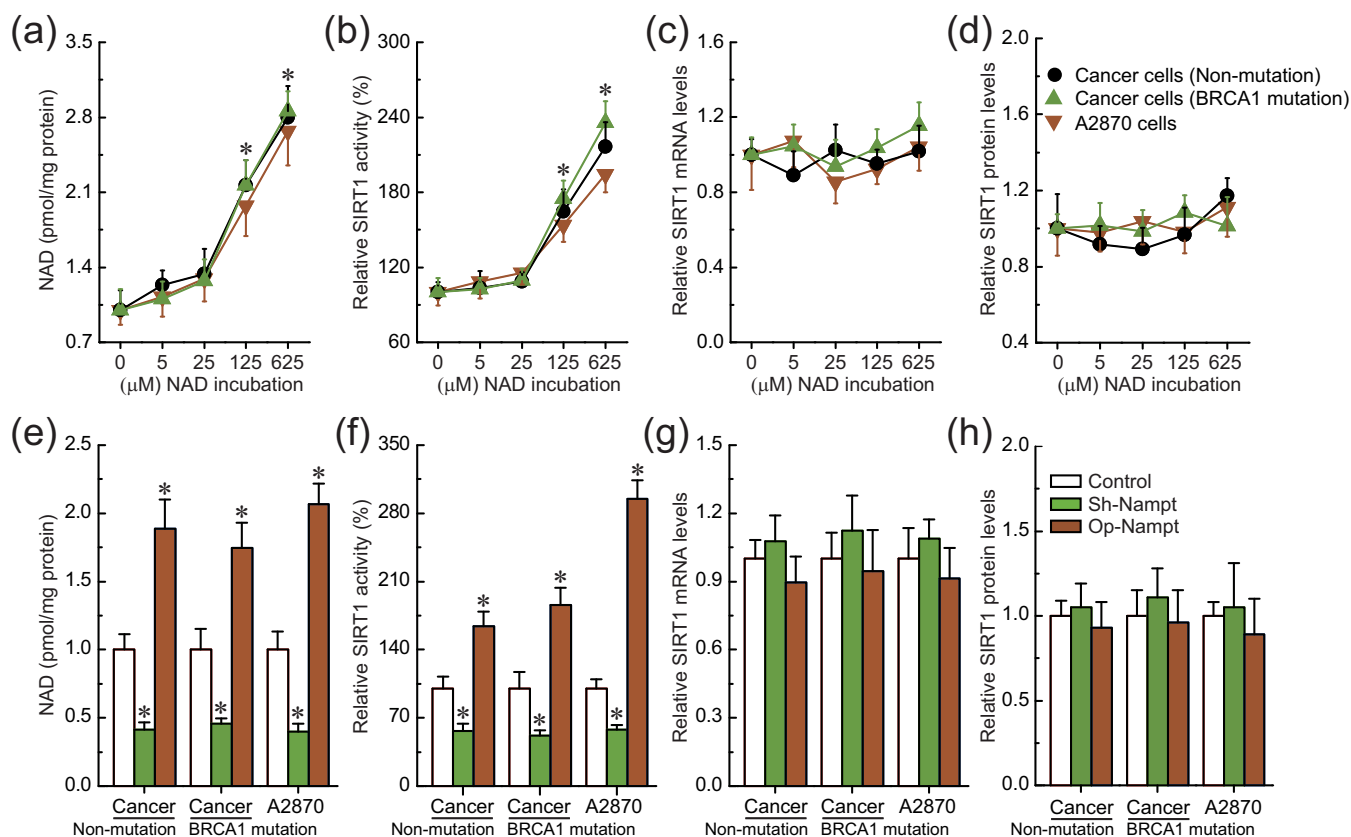 (a)
NAD (pmol/mg protein)
3.5
2.8
2.1
1.4
0.7
*
*
0 5 25 125 625
(μM) NAD incubation
(b)
Relative SIRT1 activity (%)
300
240
180
120
60
*
*
0 5 25 125 625
(μM) NAD incubation
(c)
Relative SIRT1 mRNA levels
1.6
1.2
0.8
0.4
0.0
0 5 25 125 625
(μM) NAD incubation
(d)
Relative SIRT1 protein levels
2.0
1.6
1.2
0.8
0.4
Cancer cells (Non-mutation)
Cancer cells (BRCA1 mutation)
A2870 cells
0 5 25 125 625
(μM) NAD incubation
(e)
NAD (pmol/mg protein)
2.5
2.0
1.5
1.0
0.5
0.0
* * *
* * *
Cancer Cancer A2870
Non-mutation BRCA1 mutation
(f)
Relative SIRT1 activity (%)
350
280
210
140
70
0
* * *
* * *
Cancer Cancer A2870
Non-mutation BRCA1 mutation
(g)
Relative SIRT1 mRNA levels
1.5
1.2
0.9
0.6
0.3
0.0
Cancer Cancer A2870
Non-mutation BRCA1 mutation
(h)
Relative SIRT1 protein levels
2.0
1.5
1.0
0.5
0.0
Control
Sh-Nampt
Op-Nampt
Cancer Cancer A2870
Non-mutation BRCA1 mutation